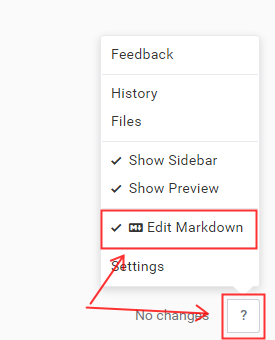 Feedback
History
Files
Show Sidebar
Show Preview
Edit Markdown
Settings
No changes
?